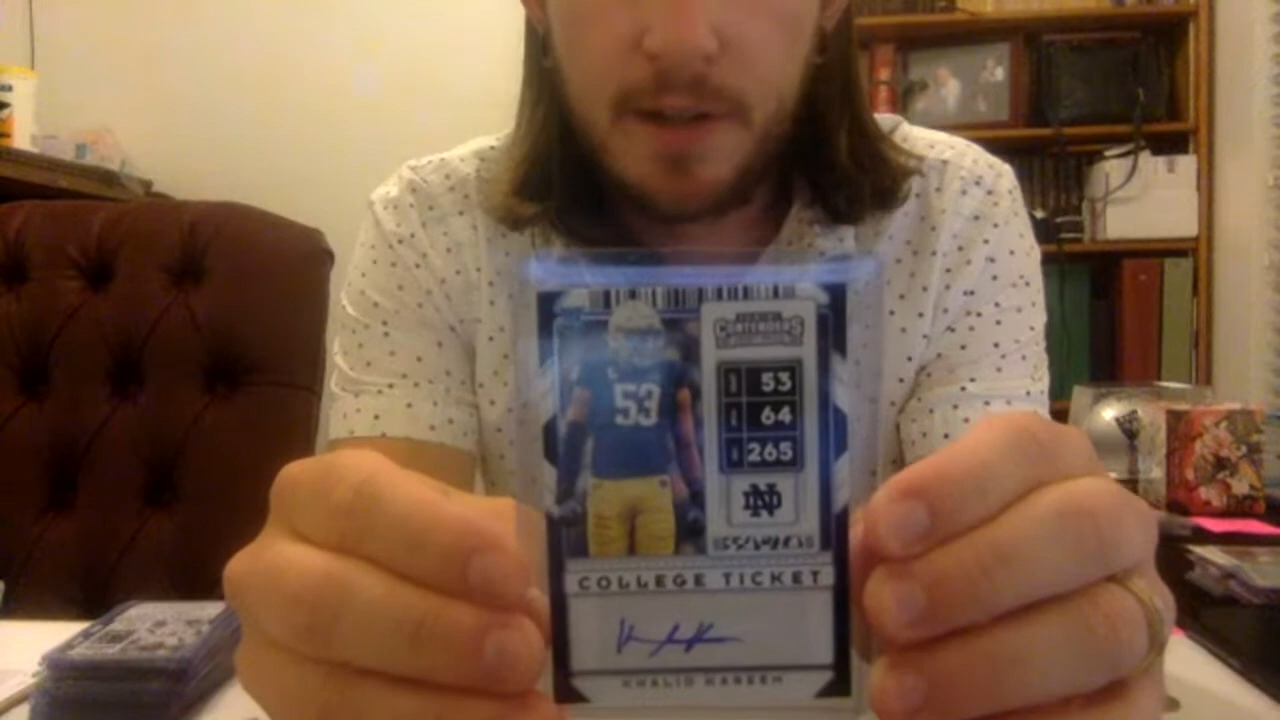 CONTENDERS
53
53
64
265
ND
COLLEGE TICKET
KHALID KAREEM